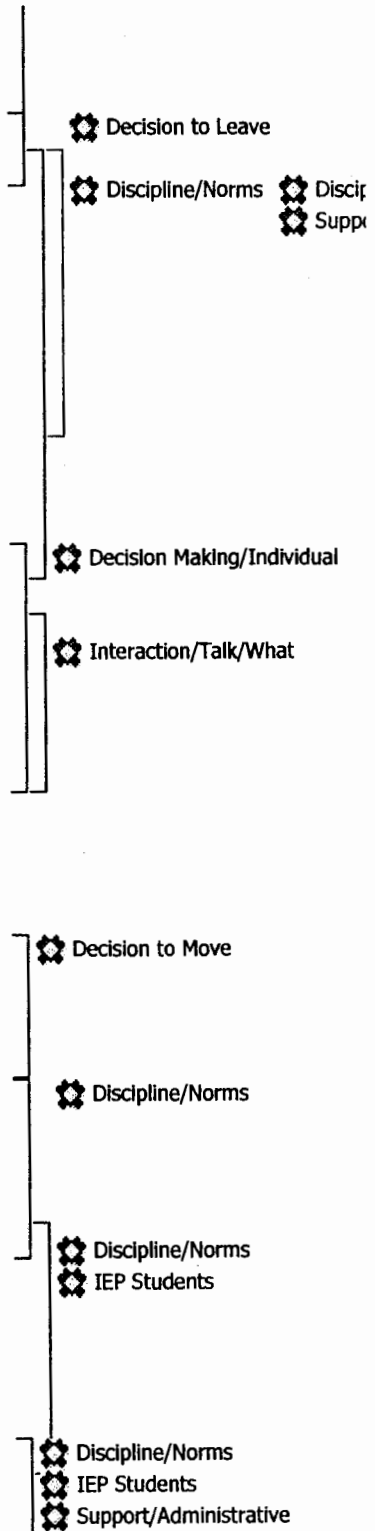 Decision to Leave
Discipline/Norms
Decision Making/Individual
Interaction/Talk/What
Decision to Move
Discipline/Norms
Discipline/Norms
IEP Students
Discipline/Norms
IEP Students
Support/Administrative